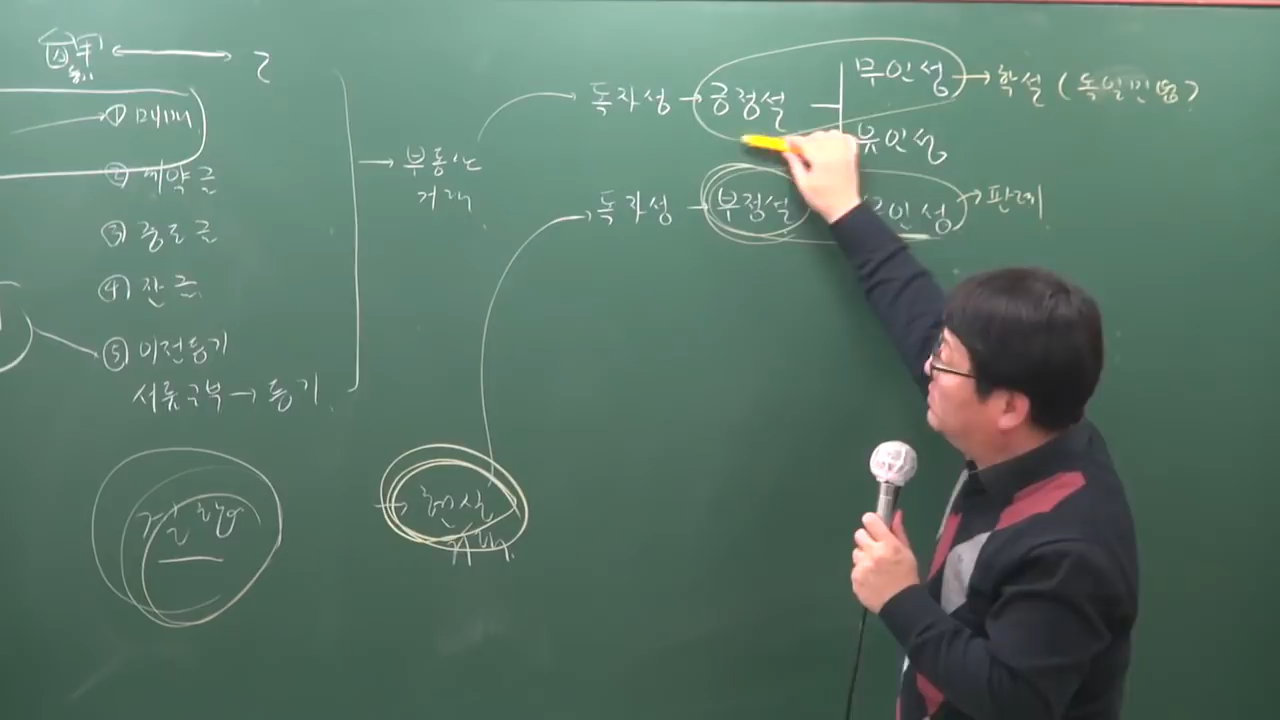 ① 매매
② 계약금
③ 중도금
④ 잔금
⑤ 이전등기
서류교부 → 등기
부동산
거래
현실
매매
독자성 → 긍정설
무인성 → 학설 (독일민법)
유인성
독자성 → 부정설
유인성 → 판례